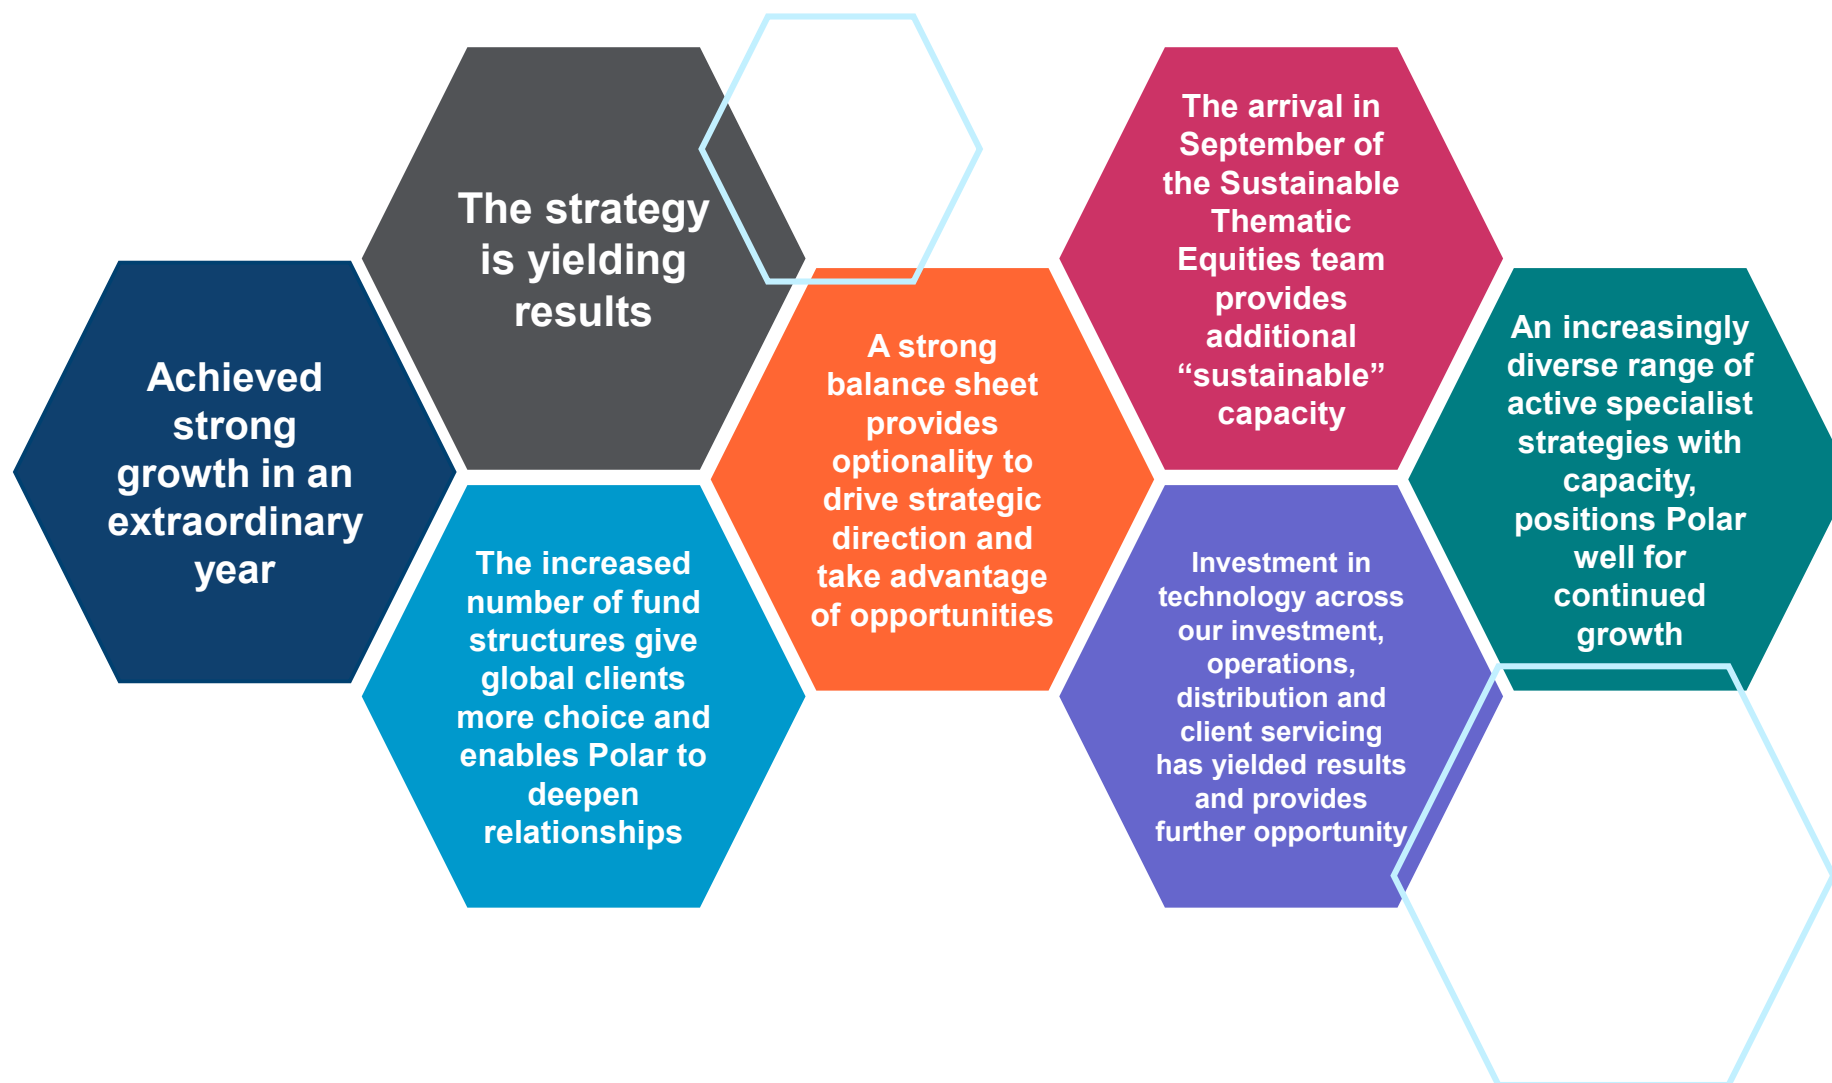 Achieved
strong
growth in an
extraordinary
year
The strategy
is yielding
results
The increased
number of fund
structures give
global clients
more choice and
enables Polar to
deepen
relationships
A strong
balance sheet
provides
optionality to
drive strategic
direction and
take advantage
of opportunities
The arrival in
September of
the Sustainable
Thematic
Equities team
provides
additional
“sustainable”
capacity
Investment in
technology across
our investment,
operations,
distribution and
client servicing
has yielded results
and provides
further opportunity
An increasingly
diverse range of
active specialist
strategies with
capacity,
positions Polar
well for
continued
growth